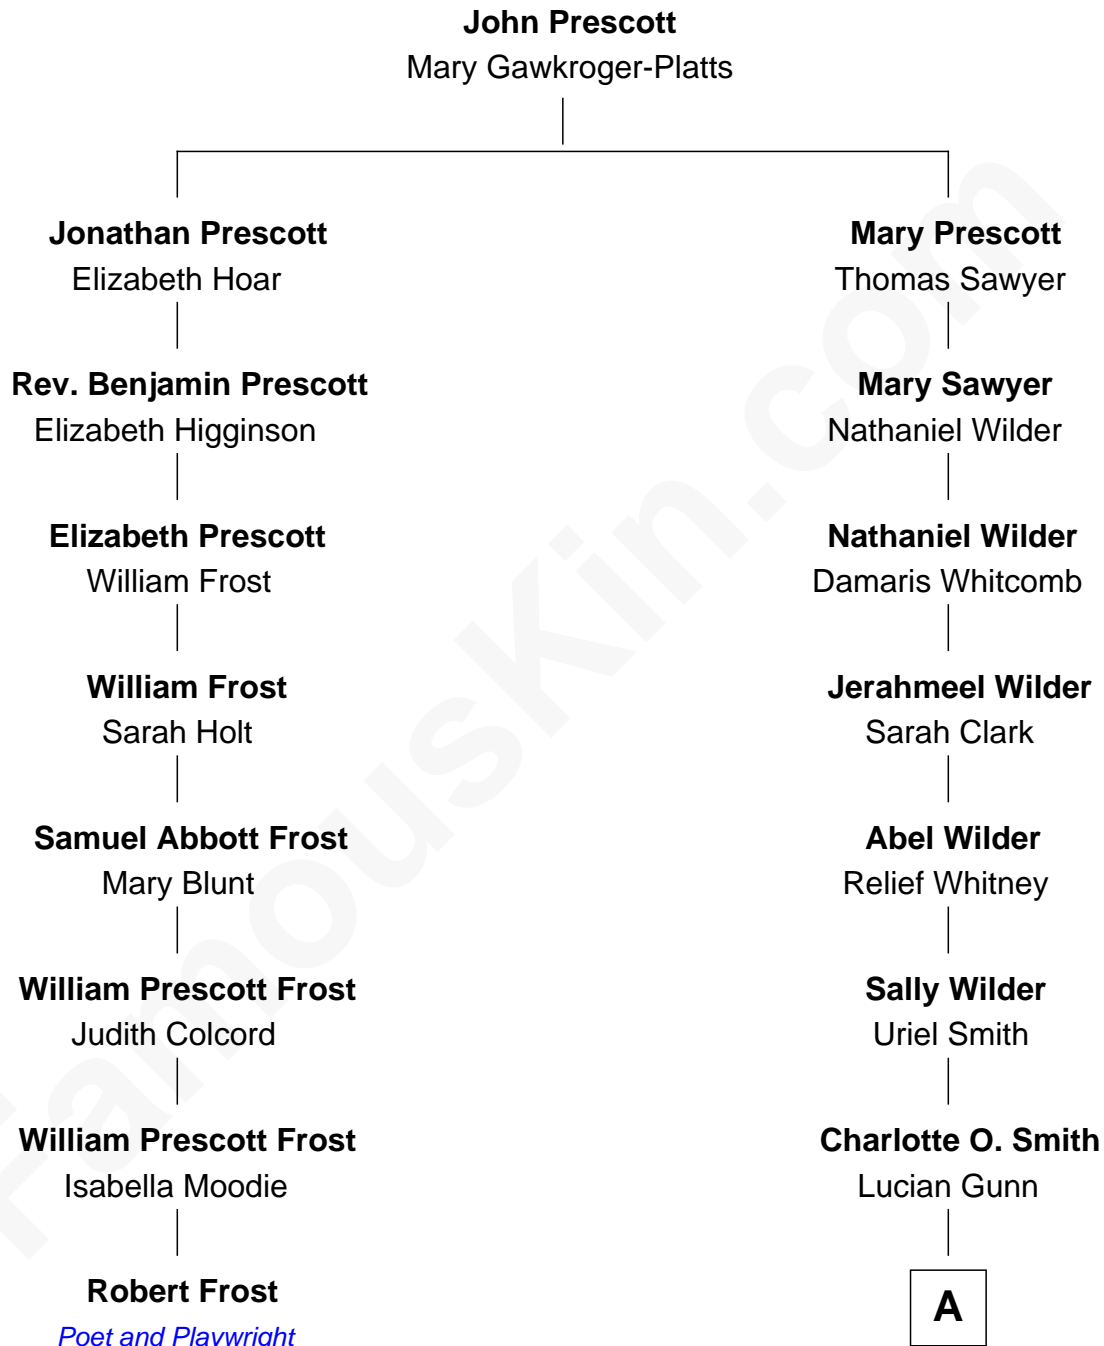 John Prescott
Mary Gawkroger-Platts
Jonathan Prescott
Elizabeth Hoar
Rev. Benjamin Prescott
Elizabeth Higginson
Elizabeth Prescott
William Frost
William Frost
Sarah Holt
Samuel Abbott Frost
Mary Blunt
William Prescott Frost
Judith Colcord
William Prescott Frost
Isabella Moodie
Robert Frost
Poet and Playwright
Mary Prescott
Thomas Sawyer
Mary Sawyer
Nathaniel Wilder
Nathaniel Wilder
Damaris Whitcomb
Jerahmeel Wilder
Sarah Clark
Abel Wilder
Relief Whitney
Sally Wilder
Uriel Smith
Charlotte O. Smith
Lucian Gunn
A
FamousKin.com